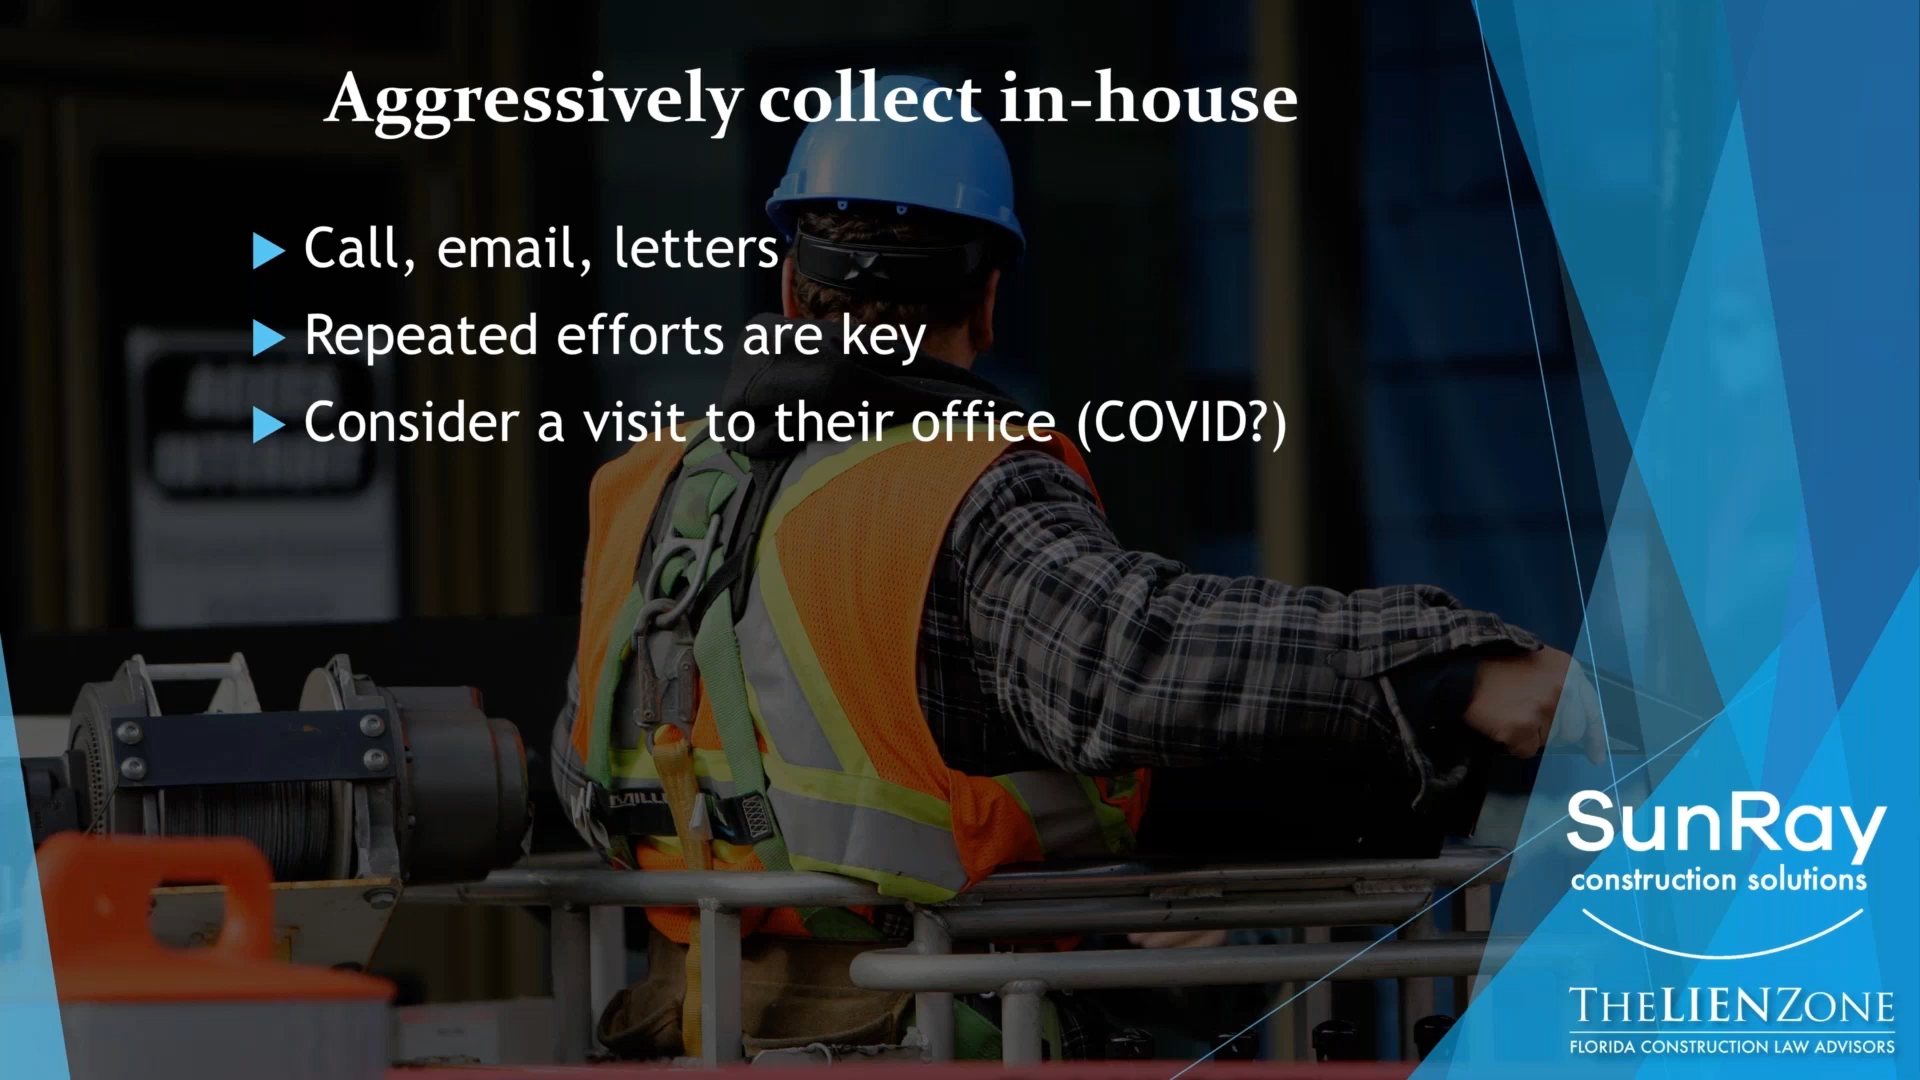 Aggressively collect in-house
Call, email, letters
Repeated efforts are key
Consider a visit to their office (COVID?)
SunRay
construction solutions
THELIENZONE
FLORIDA CONSTRUCTION LAW ADVISORS